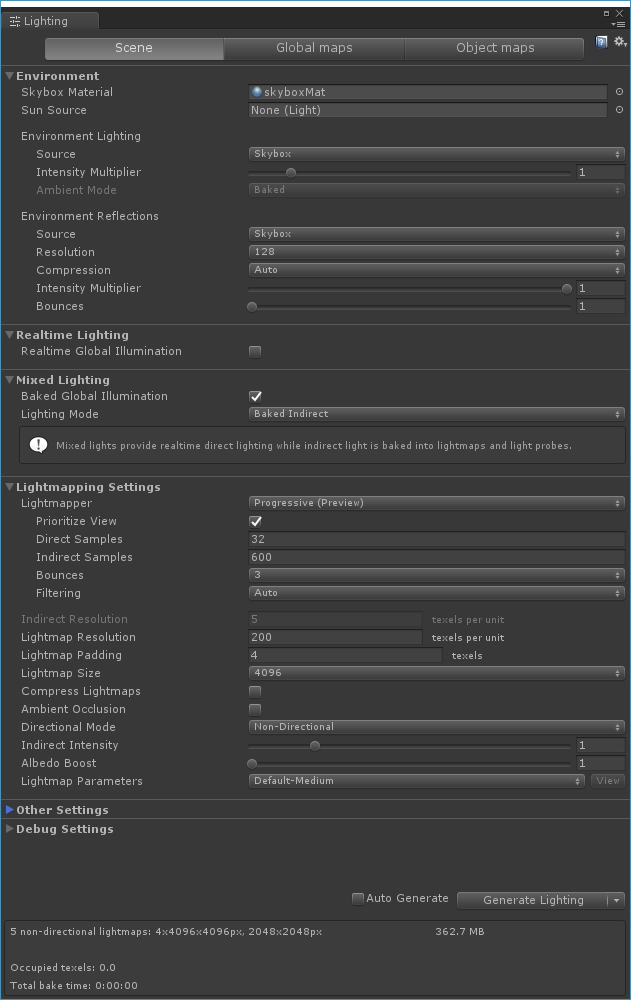 Lighting
Scene Global maps Object maps
Environment
Skybox Material skyboxMat
Sun Source None (Light)
Environment Lighting
Source Skybox
Intensity Multiplier 1
Ambient Mode Baked
Environment Reflections
Source Skybox
Resolution 128
Compression Auto
Intensity Multiplier 1
Bounces 1
Realtime Lighting
Realtime Global Illumination
Mixed Lighting
Baked Global Illumination
Lighting Mode Baked Indirect
Mixed lights provide realtime direct lighting while indirect light is baked into lightmaps and light probes.
Lightmapping Settings
Lightmapper Progressive (Preview)
Prioritize View
Direct Samples 32
Indirect Samples 600
Bounces 3
Filtering Auto
Indirect Resolution 5 texels per unit
Lightmap Resolution 200 texels per unit
Lightmap Padding 4 texels
Lightmap Size 4096
Compress Lightmaps
Ambient Occlusion
Directional Mode Non-Directional
Indirect Intensity 1
Albedo Boost 1
Lightmap Parameters Default-Medium View
Other Settings
Debug Settings
Auto Generate Generate Lighting
5 non-directional lightmaps: 4x4096x4096px, 2048x2048px 362.7 MB
Occupied texels: 0.0
Total bake time: 0:00:00